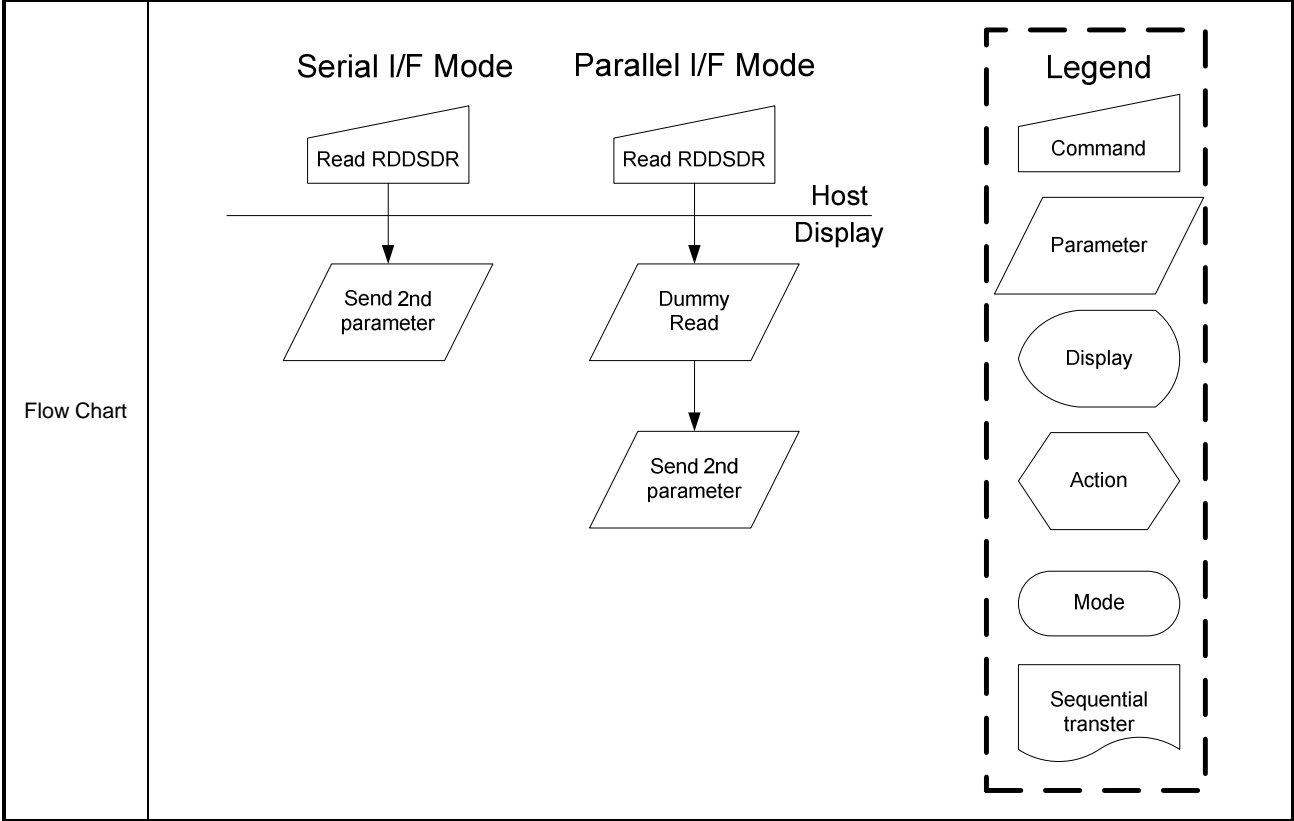 Flow Chart
Serial I/F Mode
Read RDDSDR
Send 2nd
parameter
Parallel I/F Mode
Read RDDSDR
Host
Display
Dummy
Read
Send 2nd
parameter
Legend
Command
Parameter
Display
Action
Mode
Sequential
transter